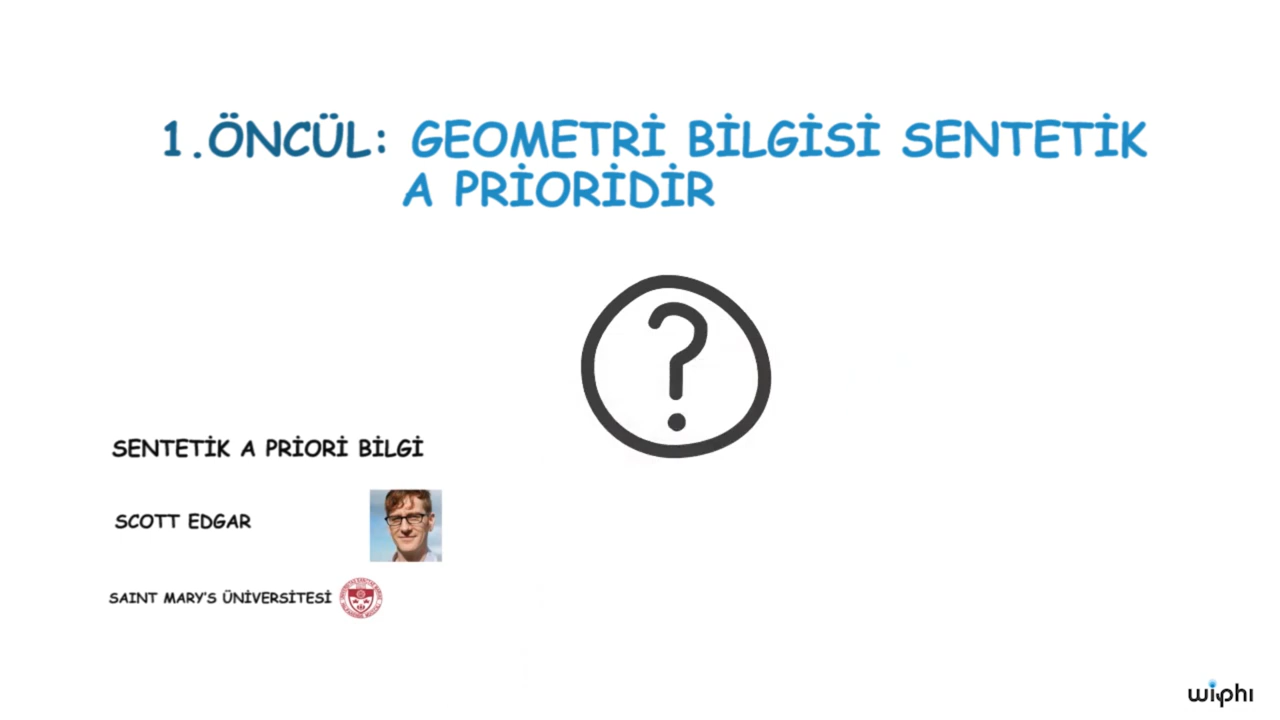 1.ÖNCÜL: GEOMETRİ BİLGİSİ SENTETİK
A PRİORİDİR
?
SENTETİK A PRİORİ BİLGİ
SCOTT EDGAR
SAINT MARY'S ÜNİVERSİTESİ
wiphi